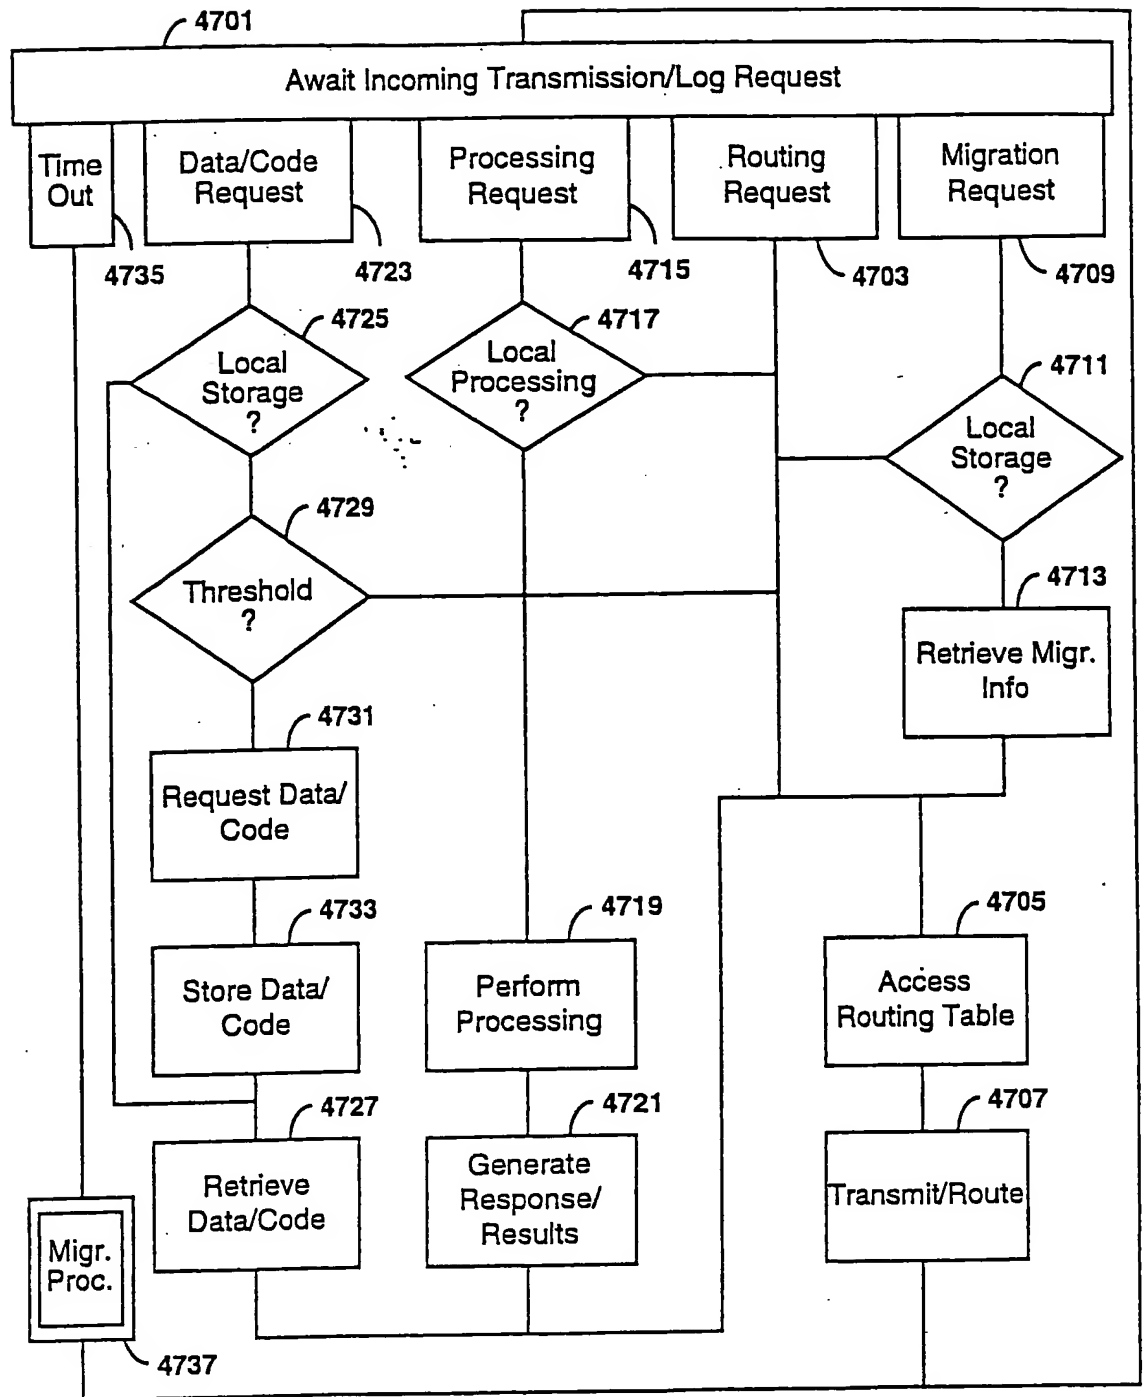 4701
Await Incoming Transmission/Log Request
Time
Out
Data/Code
Request
Processing
Request
Routing
Request
Migration
Request
4735
4723
4715
4703
4709
4725
Local
Storage
?
4717
Local
Processing
?
4711
Local
Storage
?
4729
Threshold
?
4713
Retrieve Migr.
Info
4731
Request Data/
Code
4733
Store Data/
Code
4719
Perform
Processing
4705
Access
Routing Table
4727
Retrieve
Data/Code
4721
Generate
Response/
Results
4707
Transmit/Route
Migr.
Proc.
4737